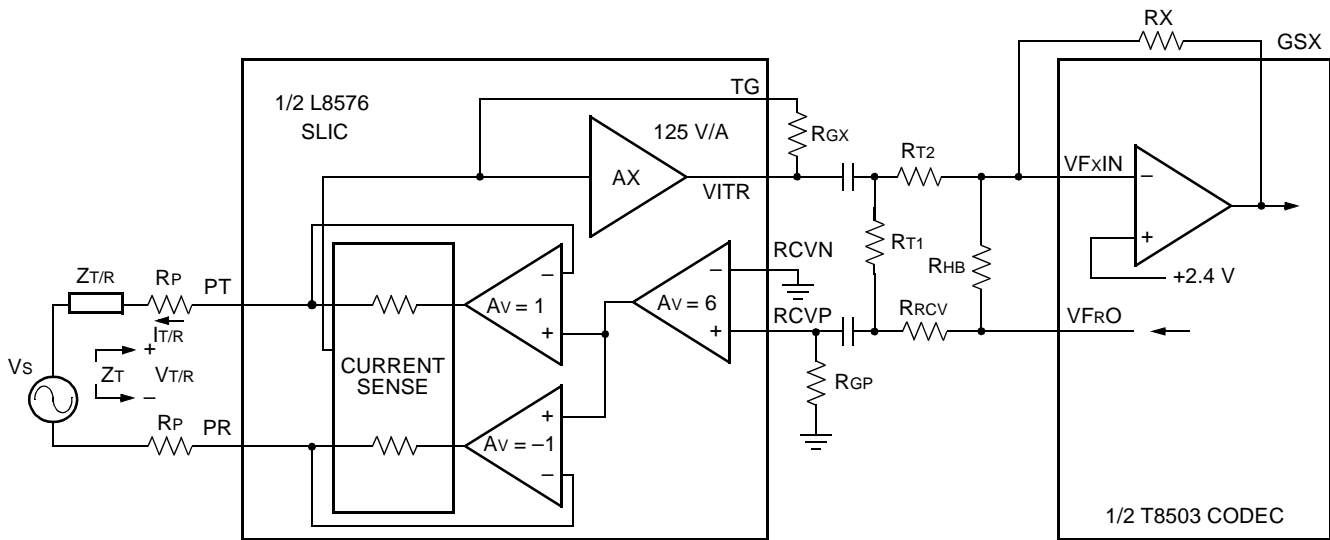 RX
GSX
TG
1/2 L8576
SLIC
RGX
125 V/A
RT2
VFXIN
AX
VITR
−
RT1
RCVN
RHB
+
+2.4 V
ZT/R
RP
PT
−
AV = 1
+
−
AV = 6
+
RCVP
RRCV
VFRO
IT/R
VS
ZT
+
VT/R
−
CURRENT
SENSE
RGP
RP
PR
+
AV = −1
−
1/2 T8503 CODEC